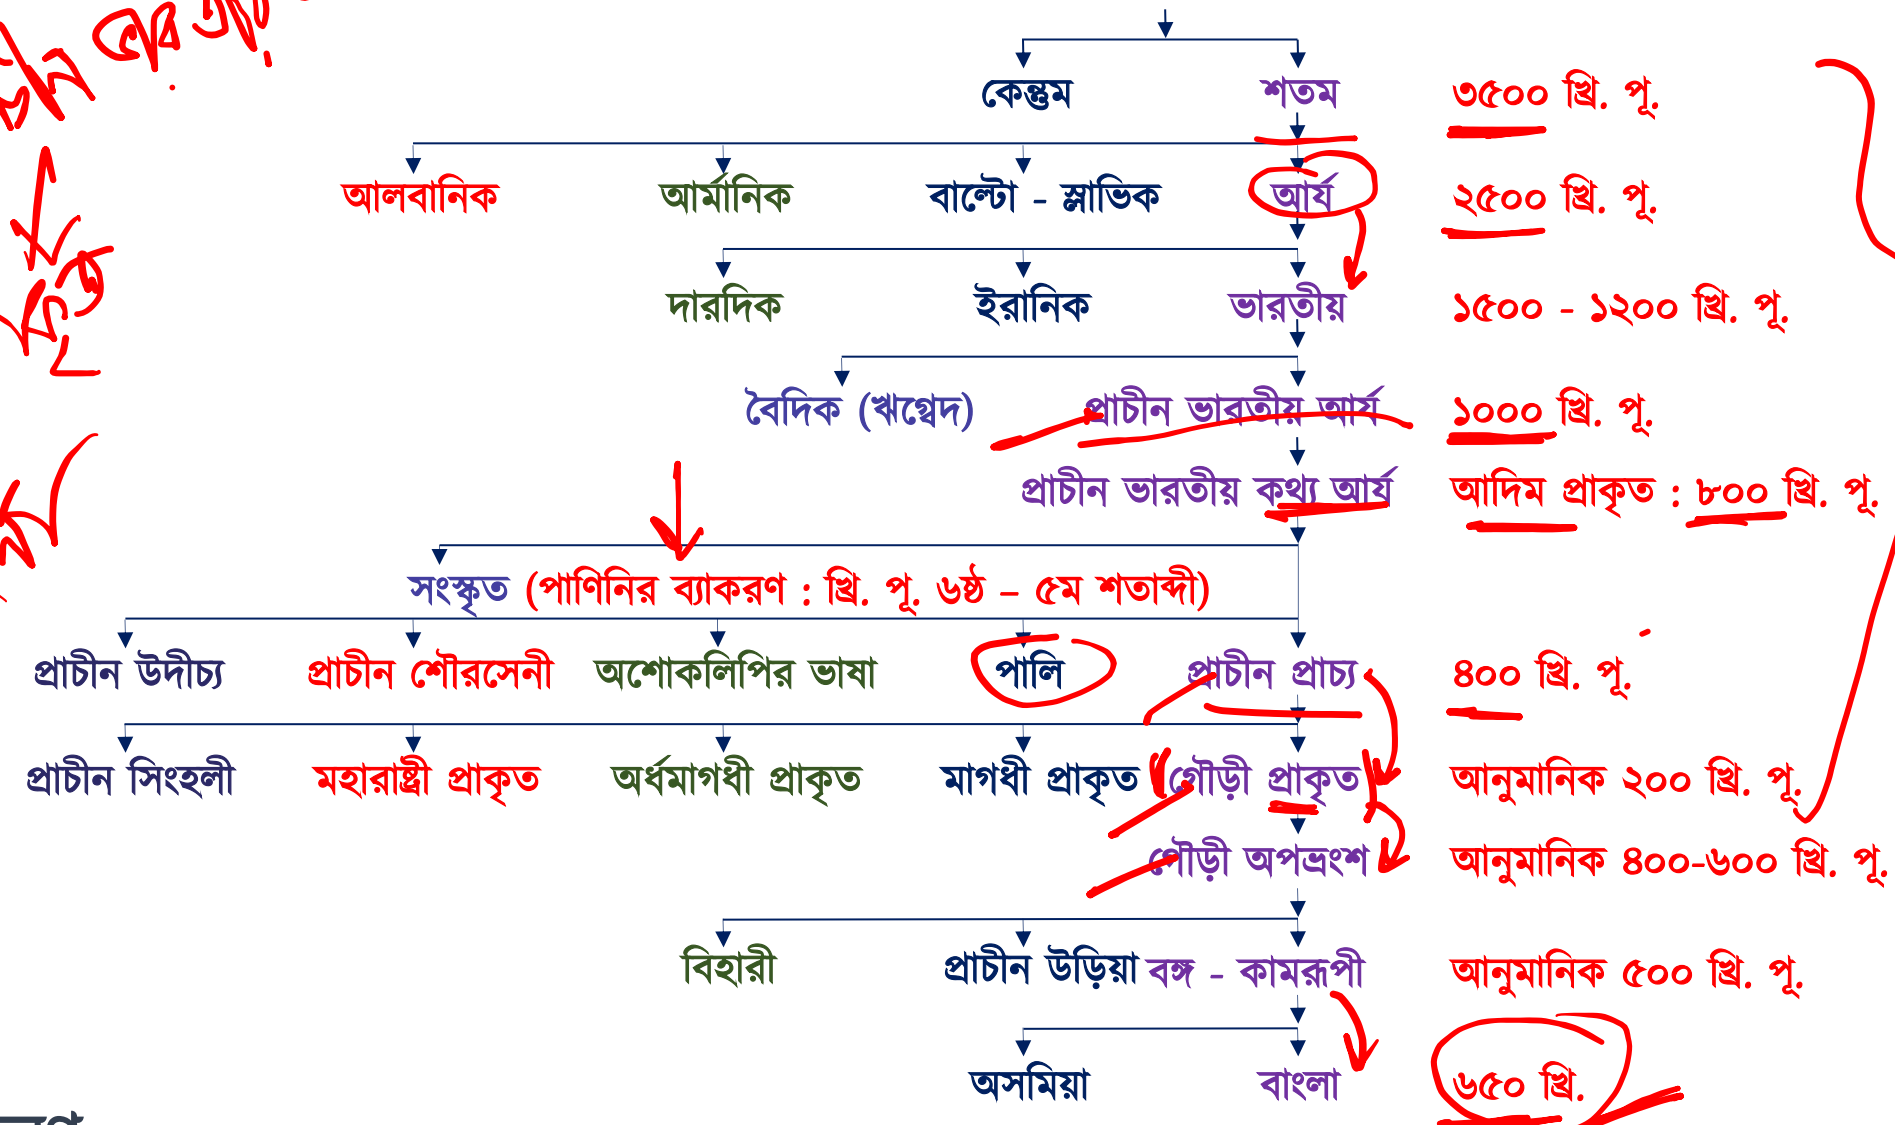 কেন্তুম শতম ৩৫০০ খ্রি. পূ.
আলবানিক আর্মানিক বাল্টো - স্লাভিক আর্য ২৫০০ খ্রি. পূ.
দারদিক ইরানিক ভারতীয় ১৫০০ - ১২০০ খ্রি. পূ.
বৈদিক (ঋগ্বেদ) প্রাচীন ভারতীয় আর্য ১০০০ খ্রি. পূ.
প্রাচীন ভারতীয় কথ্য আর্য আদিম প্রাকৃত : ৮০০ খ্রি. পূ.
সংস্কৃত (পাণিনির ব্যাকরণ : খ্রি. পূ. ৬ষ্ঠ – ৫ম শতাব্দী)
প্রাচীন উদীচ্য প্রাচীন শৌরসেনী অশোকলিপির ভাষা পালি প্রাচীন প্রাচ্য ৪০০ খ্রি. পূ.
প্রাচীন সিংহলী মহারাষ্ট্রী প্রাকৃত অর্ধমাগধী প্রাকৃত মাগধী প্রাকৃত গৌড়ী প্রাকৃত আনুমানিক ২০০ খ্রি. পূ.
গৌড়ী অপভ্রংশ আনুমানিক ৪০০-৬০০ খ্রি. পূ.
বিহারী প্রাচীন উড়িয়া বঙ্গ - কামরূপী আনুমানিক ৫০০ খ্রি. পূ.
অসমিয়া বাংলা ৬৫০ খ্রি.